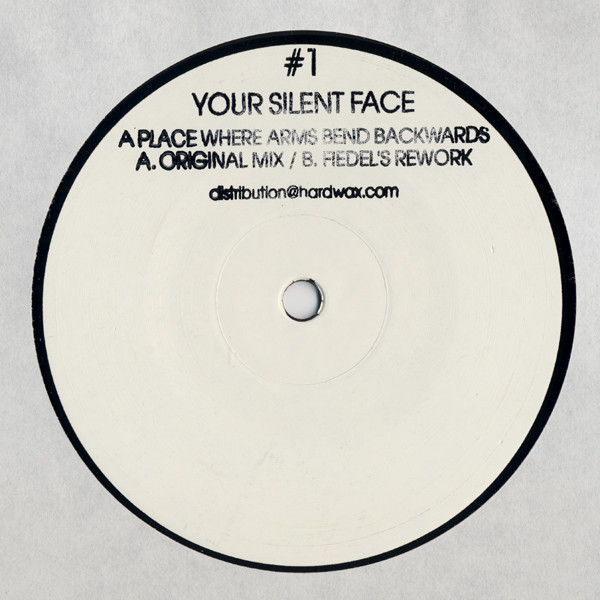 #1
YOUR SILENT FACE
A PLACE WHERE ARMS BEND BACKWARDS
A. ORIGINAL MIX / B. FIEDEL'S REWORK
distribution@hardwax.com